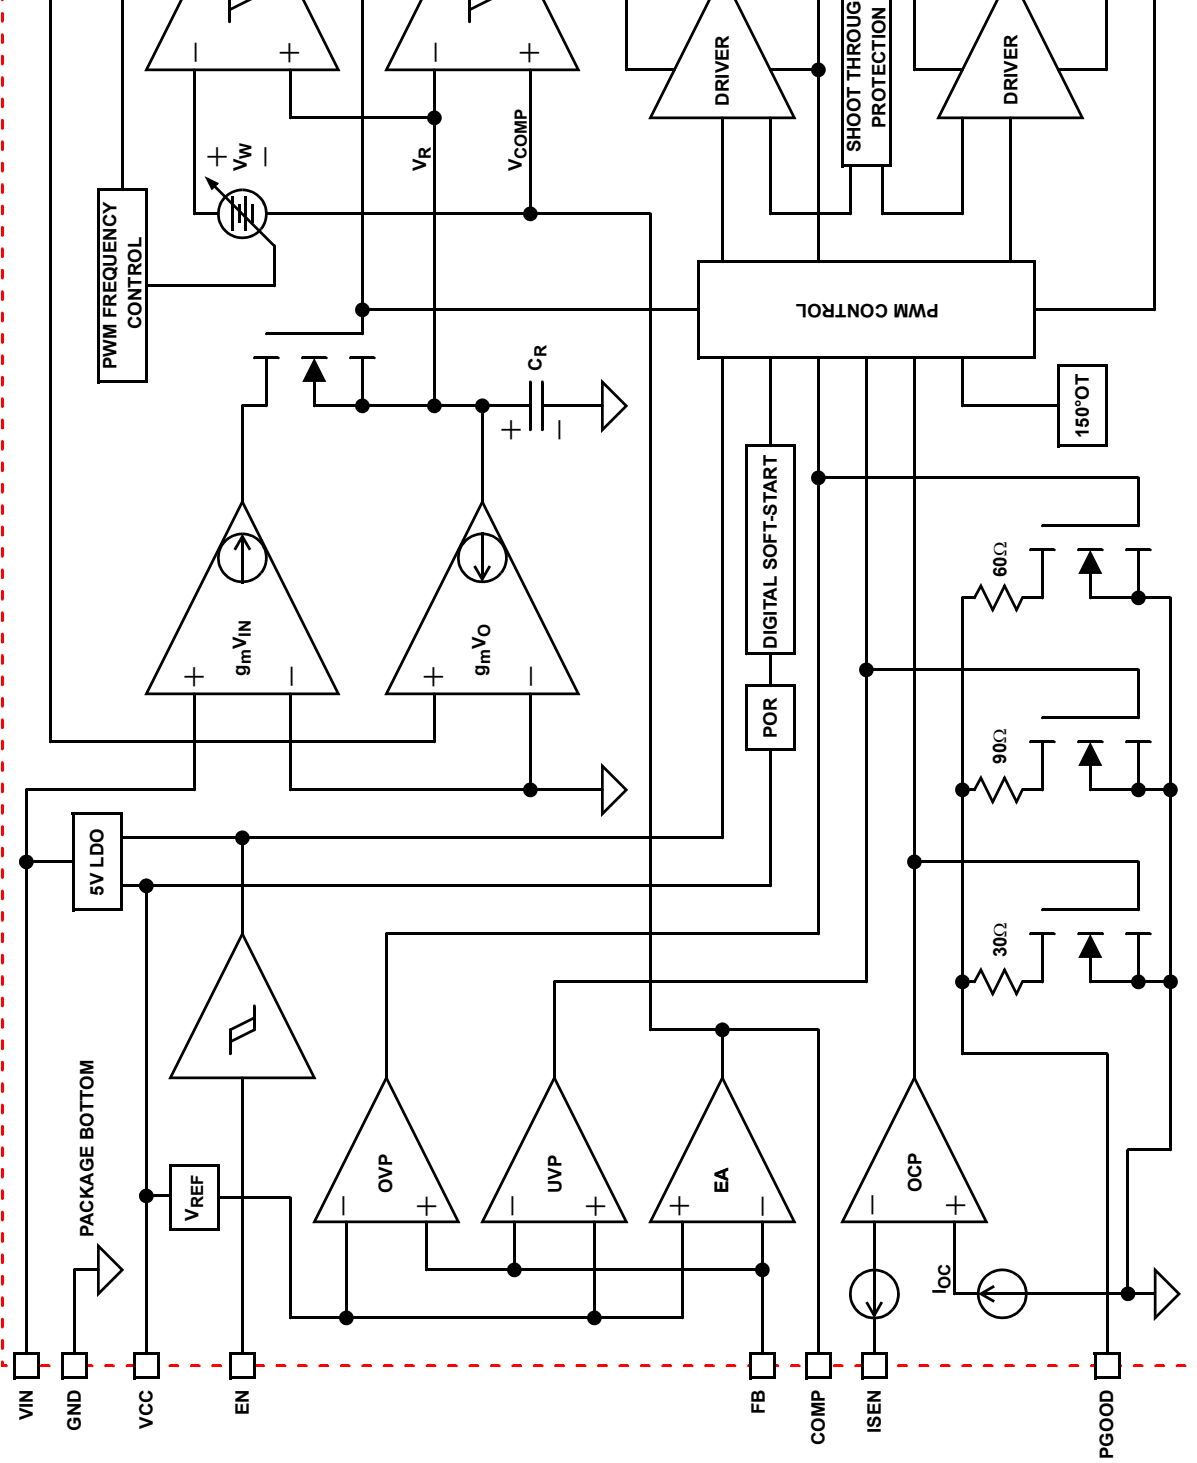 − +
− +
DRIVER
SHOOT THROUG
PROTECTION
DRIVER
+
VW
−
VR
VCOMP
PWM FREQUENCY
CONTROL
PWM CONTROL
CR
+ −
150°OT
DIGITAL SOFT-START
60Ω
gmVIN
+ −
gmVO
+ −
POR
90Ω
5V LDO
30Ω
PACKAGE BOTTOM
VREF
OVP
− +
UVP
− +
EA
+ −
OCP
− +
IOC
VIN
GND
VCC
EN
FB
COMP
ISEN
PGOOD